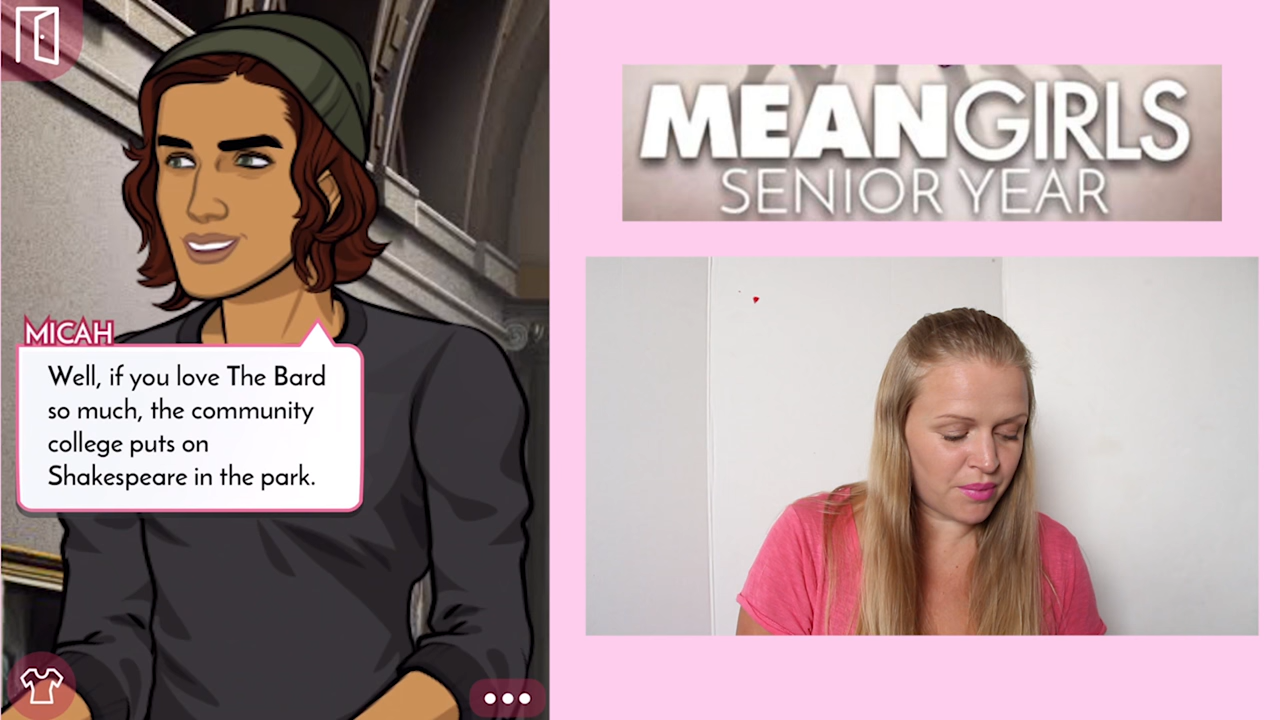 MICAH
Well, if you love The Bard
so much, the community
college puts on
Shakespeare in the park.
MEANGIRLS
SENIOR YEAR